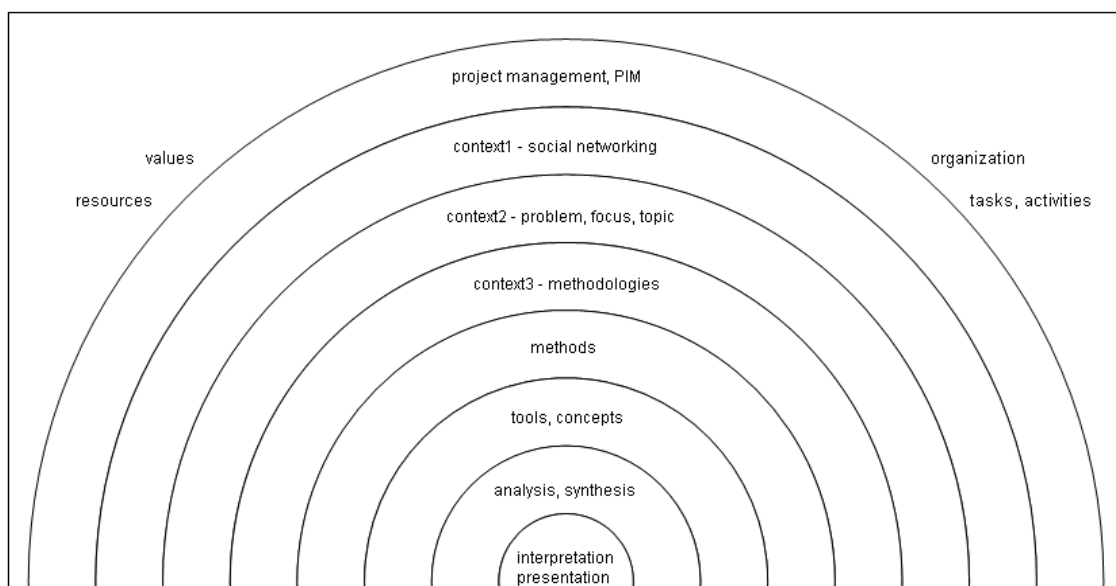 project management, PIM
context1 - social networking
values
organization
resources
tasks, activities
context2 - problem, focus, topic
context3 - methodologies
methods
tools, concepts
analysis, synthesis
interpretation
presentation